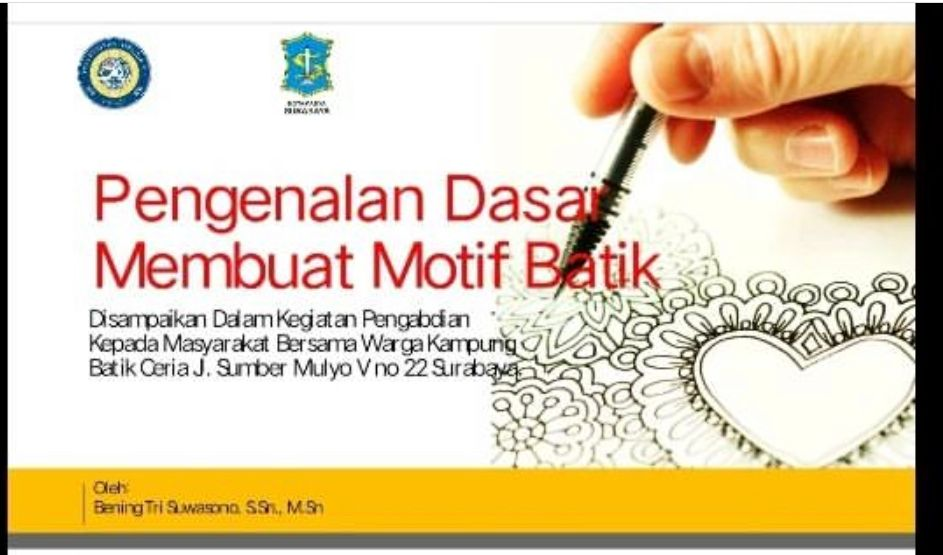 SURABAYA
Pengenalan Dasar
Membuat Motif Batik
Disampaikan Dalam Kegiatan Pengabdian
Kepada Masyarakat Bersama Warga Kampung
Batik Ceria J. Sumber Mulyo V no 22 Surabaya.
Oleh:
Bening Tri Suwasono. S.Sn., M.Sn